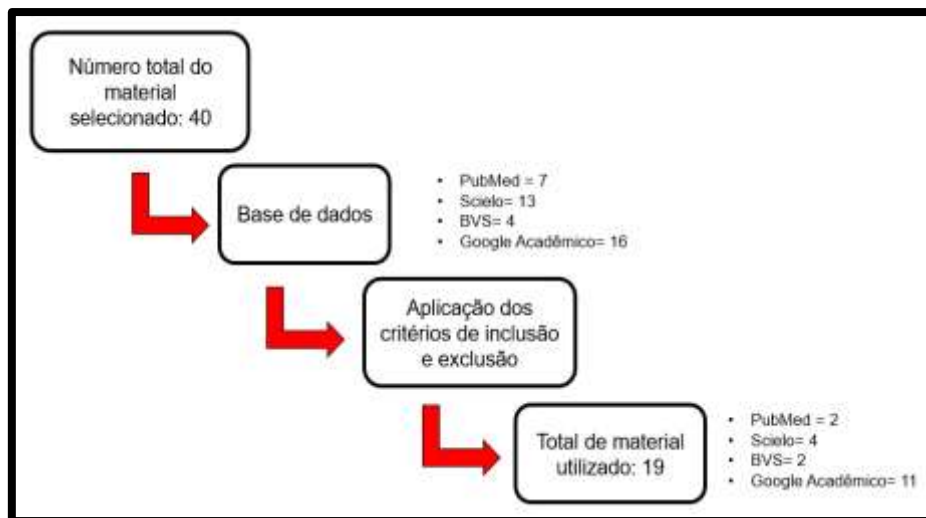 Número total do
material
selecionado: 40
Base de dados
• PubMed = 7
• Scielo= 13
• BVS= 4
• Google Acadêmico= 16
Aplicação dos
critérios de inclusão
e exclusão
Total de material
utilizado: 19
• PubMed = 2
• Scielo= 4
• BVS= 2
• Google Acadêmico= 11